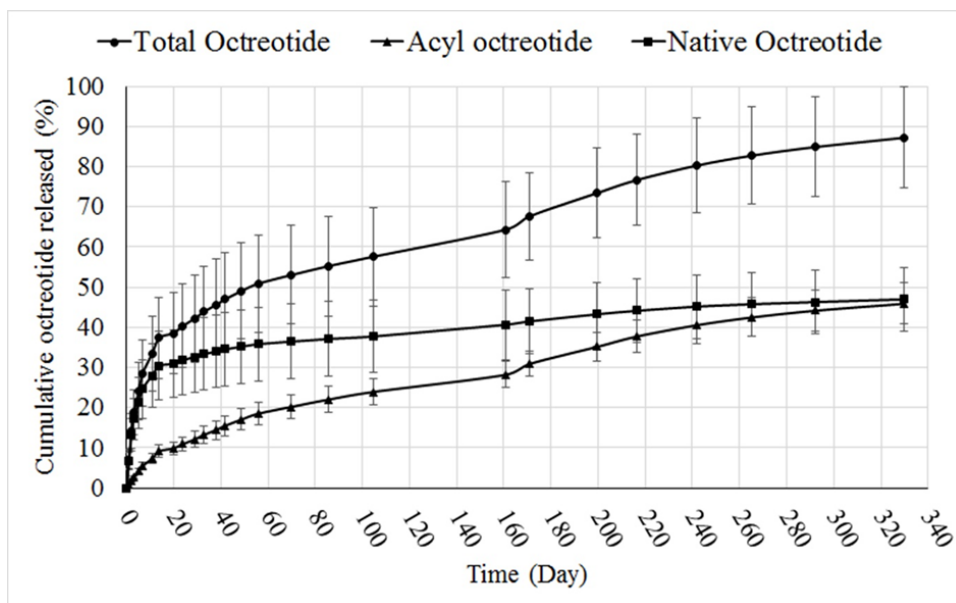 Total Octreotide Acyl octreotide Native Octreotide
Cumulative octreotide released (%)
100
90
80
70
60
50
40
30
20
10
0
0 20 40 60 80 100 120 140 160 180 200 220 240 260 280 300 320 340
Time (Day)